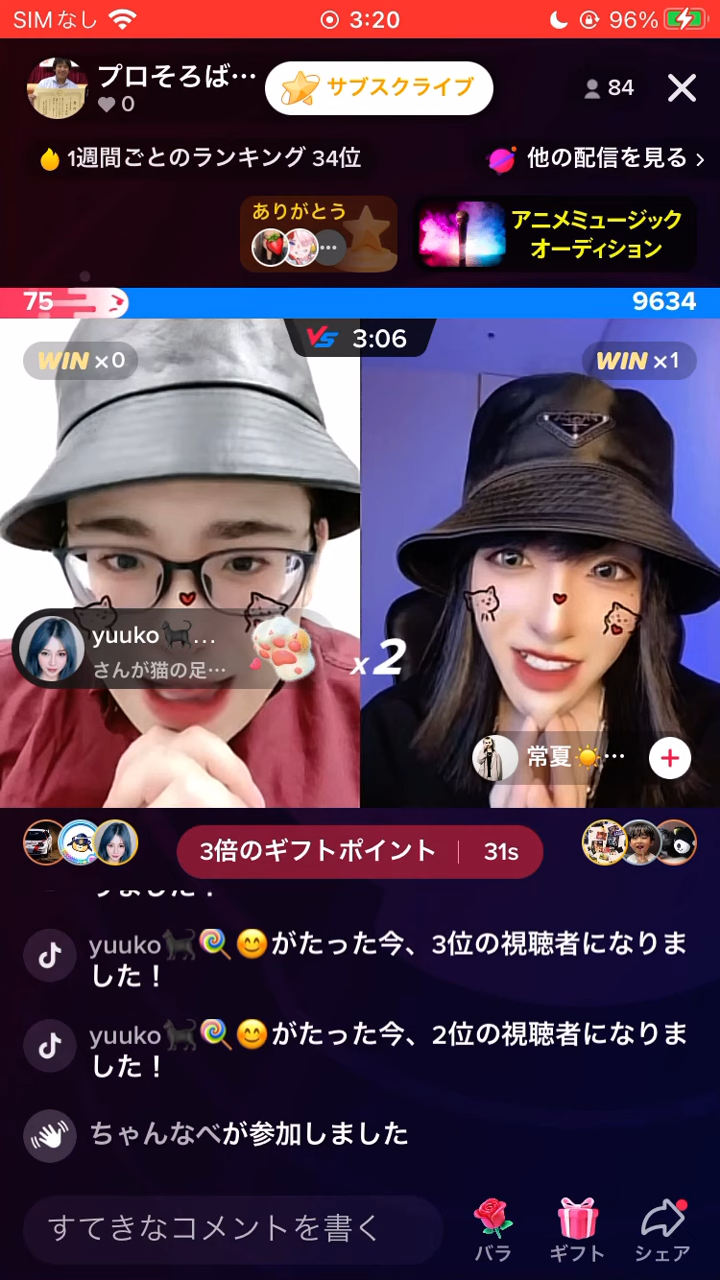 SIMなし
3:20
96%
プロそろば…
0
サブスクライブ
84
1週間ごとのランキング 34位
他の配信を見る
ありがとう
アニメミュージック
オーディション
75
9634
WIN x0
VS 3:06
WIN x1
yuuko🐈‍⬛…
さんが猫の足…
x2
常夏☀️…
3倍のギフトポイント
31s
yuuko🐈‍⬛🍭😊がたった今、3位の視聴者になりま
した！
yuuko🐈‍⬛🍭😊がたった今、2位の視聴者になりま
した！
ちゃんなべが参加しました
すてきなコメントを書く
バラ
ギフト
シェア